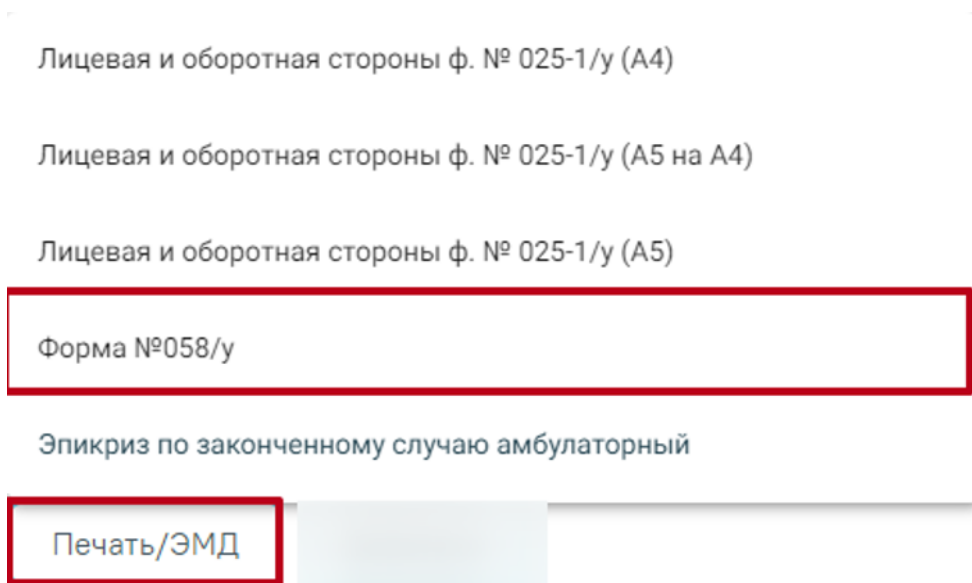 Лицевая и оборотная стороны ф. № 025-1/у (А4)
Лицевая и оборотная стороны ф. № 025-1/у (А5 на А4)
Лицевая и оборотная стороны ф. № 025-1/у (А5)
Форма №058/у
Эпикриз по законченному случаю амбулаторный
Печать/ЭМД